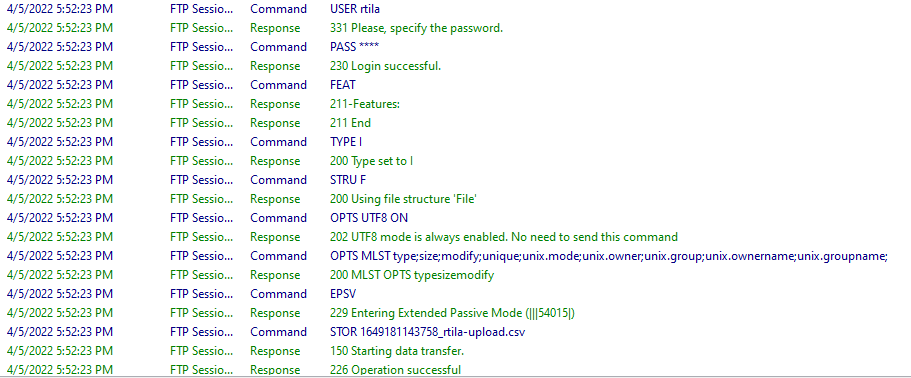 4/5/2022 5:52:23 PM FTP Sessio... Command USER rtila
4/5/2022 5:52:23 PM FTP Sessio... Response 331 Please, specify the password.
4/5/2022 5:52:23 PM FTP Sessio... Command PASS ****
4/5/2022 5:52:23 PM FTP Sessio... Response 230 Login successful.
4/5/2022 5:52:23 PM FTP Sessio... Command FEAT
4/5/2022 5:52:23 PM FTP Sessio... Response 211-Features:
4/5/2022 5:52:23 PM FTP Sessio... Response 211 End
4/5/2022 5:52:23 PM FTP Sessio... Command TYPE I
4/5/2022 5:52:23 PM FTP Sessio... Response 200 Type set to I
4/5/2022 5:52:23 PM FTP Sessio... Command STRU F
4/5/2022 5:52:23 PM FTP Sessio... Response 200 Using file structure 'File'
4/5/2022 5:52:23 PM FTP Sessio... Command OPTS UTF8 ON
4/5/2022 5:52:23 PM FTP Sessio... Response 202 UTF8 mode is always enabled. No need to send this command
4/5/2022 5:52:23 PM FTP Sessio... Command OPTS MLST type;size;modify;unique;unix.mode;unix.owner;unix.group;unix.ownername;unix.groupname;
4/5/2022 5:52:23 PM FTP Sessio... Response 200 MLST OPTS typesizemodify
4/5/2022 5:52:23 PM FTP Sessio... Command EPSV
4/5/2022 5:52:23 PM FTP Sessio... Response 229 Entering Extended Passive Mode (|||54015|)
4/5/2022 5:52:23 PM FTP Sessio... Command STOR 1649181143758_rtila-upload.csv
4/5/2022 5:52:23 PM FTP Sessio... Response 150 Starting data transfer.
4/5/2022 5:52:23 PM FTP Sessio... Response 226 Operation successful